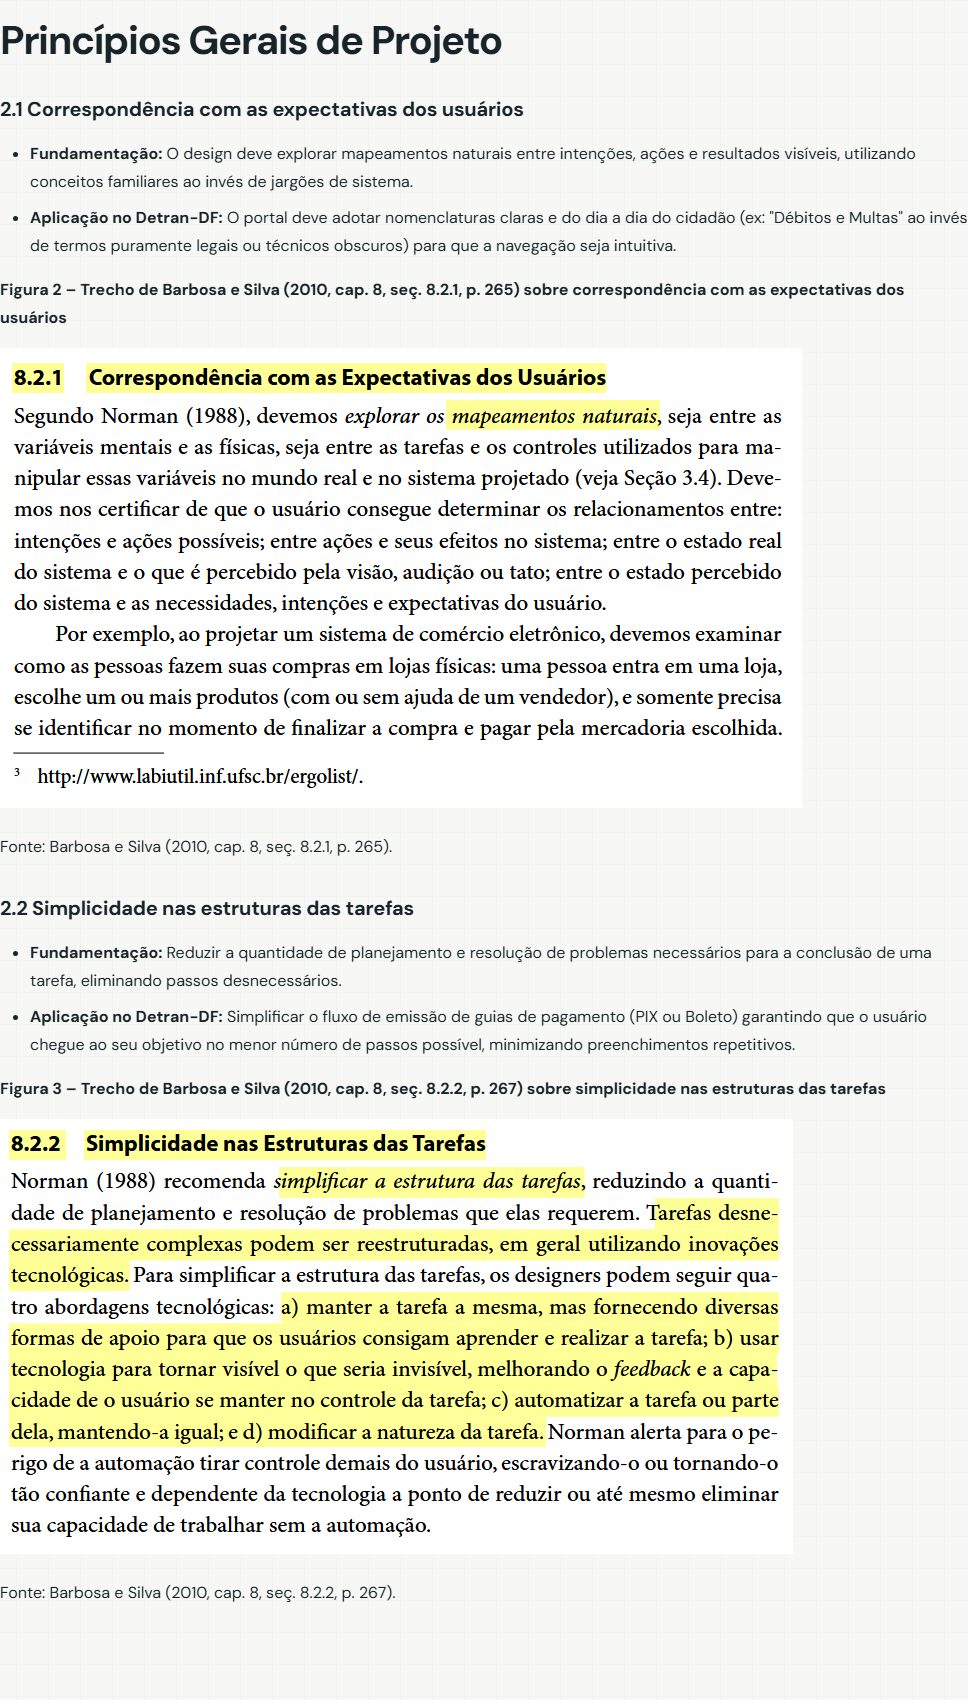 Princípios Gerais de Projeto
2.1 Correspondência com as expectativas dos usuários
• Fundamentação: O design deve explorar mapeamentos naturais entre intenções, ações e resultados visíveis, utilizando
conceitos familiares ao invés de jargões de sistema.
• Aplicação no Detran-DF: O portal deve adotar nomenclaturas claras e do dia a dia do cidadão (ex: "Débitos e Multas" ao invés
de termos puramente legais ou técnicos obscuros) para que a navegação seja intuitiva.
Figura 2 – Trecho de Barbosa e Silva (2010, cap. 8, seç. 8.2.1, p. 265) sobre correspondência com as expectativas dos
usuários
8.2.1 Correspondência com as Expectativas dos Usuários
Segundo Norman (1988), devemos explorar os mapeamentos naturais, seja entre as
variáveis mentais e as físicas, seja entre as tarefas e os controles utilizados para ma-
nipular essas variáveis no mundo real e no sistema projetado (veja Seção 3.4). Deve-
mos nos certificar de que o usuário consegue determinar os relacionamentos entre:
intenções e ações possíveis; entre ações e seus efeitos no sistema; entre o estado real
do sistema e o que é percebido pela visão, audição ou tato; entre o estado percebido
do sistema e as necessidades, intenções e expectativas do usuário.
Por exemplo, ao projetar um sistema de comércio eletrônico, devemos examinar
como as pessoas fazem suas compras em lojas físicas: uma pessoa entra em uma loja,
escolhe um ou mais produtos (com ou sem ajuda de um vendedor), e somente precisa
se identificar no momento de finalizar a compra e pagar pela mercadoria escolhida.
3 http://www.labiutil.inf.ufsc.br/ergolist/.
Fonte: Barbosa e Silva (2010, cap. 8, seç. 8.2.1, p. 265).
2.2 Simplicidade nas estruturas das tarefas
• Fundamentação: Reduzir a quantidade de planejamento e resolução de problemas necessários para a conclusão de uma
tarefa, eliminando passos desnecessários.
• Aplicação no Detran-DF: Simplificar o fluxo de emissão de guias de pagamento (PIX ou Boleto) garantindo que o usuário
chegue ao seu objetivo no menor número de passos possível, minimizando preenchimentos repetitivos.
Figura 3 – Trecho de Barbosa e Silva (2010, cap. 8, seç. 8.2.2, p. 267) sobre simplicidade nas estruturas das tarefas
8.2.2 Simplicidade nas Estruturas das Tarefas
Norman (1988) recomenda simplificar a estrutura das tarefas, reduzindo a quanti-
dade de planejamento e resolução de problemas que elas requerem. Tarefas desne-
cessariamente complexas podem ser reestruturadas, em geral utilizando inovações
tecnológicas. Para simplificar a estrutura das tarefas, os designers podem seguir qua-
tro abordagens tecnológicas: a) manter a tarefa a mesma, mas fornecendo diversas
formas de apoio para que os usuários consigam aprender e realizar a tarefa; b) usar
tecnologia para tornar visível o que seria invisível, melhorando o feedback e a capa-
cidade de o usuário se manter no controle da tarefa; c) automatizar a tarefa ou parte
dela, mantendo-a igual; e d) modificar a natureza da tarefa. Norman alerta para o pe-
rigo de a automação tirar controle demais do usuário, escravizando-o ou tornando-o
tão confiante e dependente da tecnologia a ponto de reduzir ou até mesmo eliminar
sua capacidade de trabalhar sem a automação.
Fonte: Barbosa e Silva (2010, cap. 8, seç. 8.2.2, p. 267).